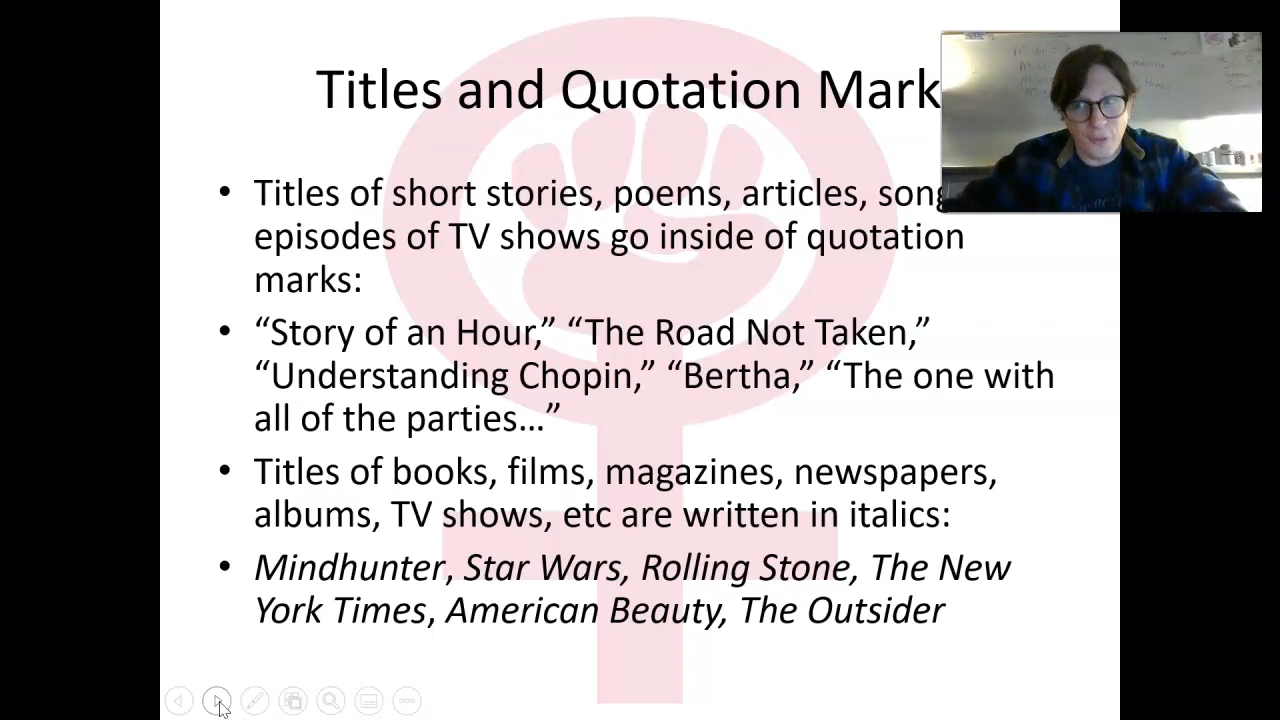 Titles and Quotation Mark
• Titles of short stories, poems, articles, song
episodes of TV shows go inside of quotation
marks:
• “Story of an Hour,” “The Road Not Taken,”
“Understanding Chopin,” “Bertha,” “The one with
all of the parties…”
• Titles of books, films, magazines, newspapers,
albums, TV shows, etc are written in italics:
• Mindhunter, Star Wars, Rolling Stone, The New
York Times, American Beauty, The Outsider